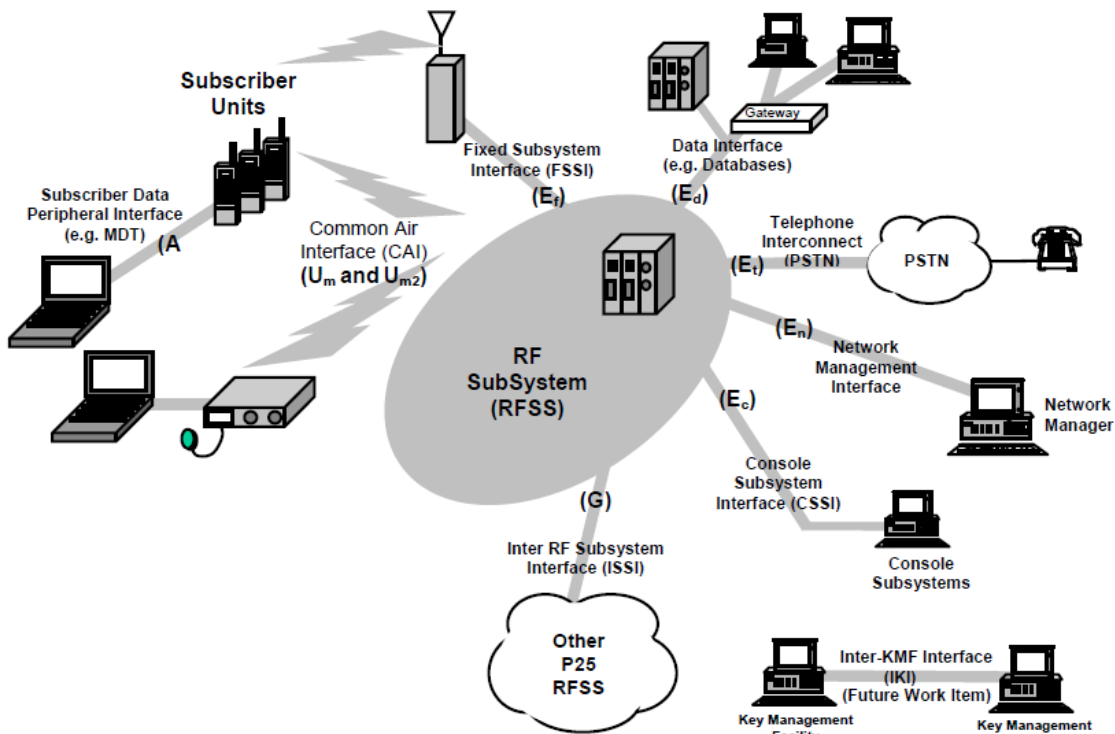 Subscriber
Units
Subscriber Data
Peripheral Interface
(e.g. MDT)
(A
Common Air
Interface (CAI)
(Um and Um2)
Fixed Subsystem
Interface (FSSI)
(Ef)
Gateway
Data Interface
(e.g. Databases)
(Ed)
Telephone
Interconnect
(PSTN)
(Et)
PSTN
(En)
Network
Management
Interface
Network
Manager
RF
SubSystem
(RFSS)
(Ec)
Console
Subsystem
Interface (CSSI)
Console
Subsystems
(G)
Inter RF Subsystem
Interface (ISSI)
Other
P25
RFSS
Inter-KMF Interface
(IKI)
(Future Work Item)
Key Management
Facility
Key Management